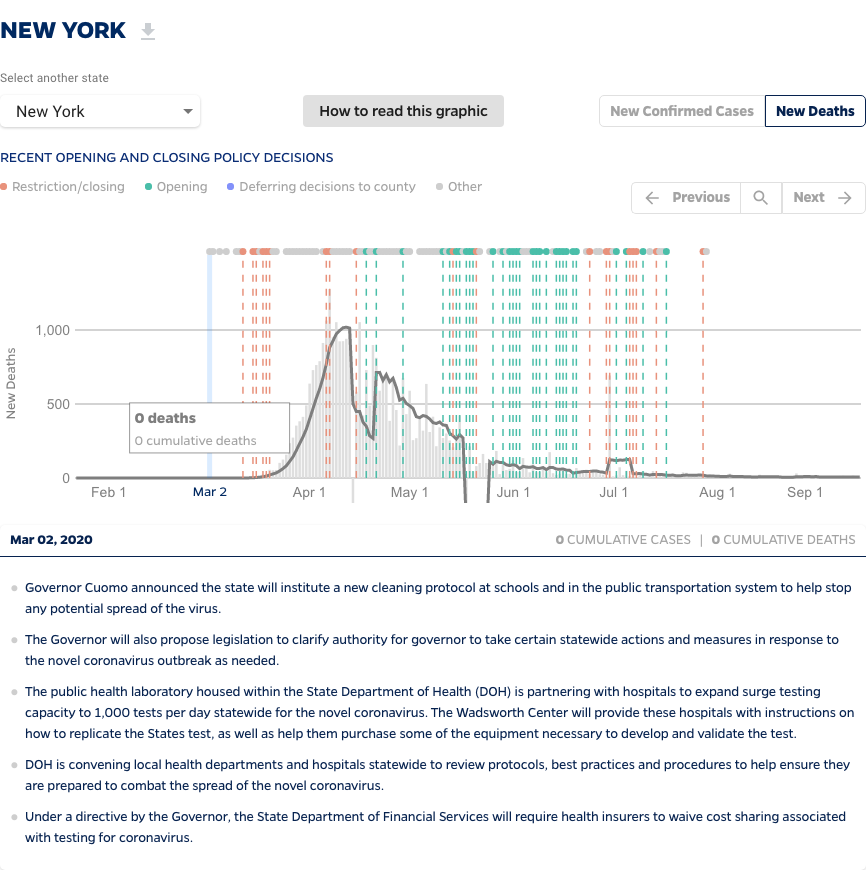 NEW YORK
Select another state
New York
How to read this graphic
New Confirmed Cases
New Deaths
RECENT OPENING AND CLOSING POLICY DECISIONS
Restriction/closing
Opening
Deferring decisions to county
Other
Previous
Next
New Deaths
1,000
500
0
0 deaths
0 cumulative deaths
Feb 1
Mar 2
Apr 1
May 1
Jun 1
Jul 1
Aug 1
Sep 1
Mar 02, 2020
0 CUMULATIVE CASES | 0 CUMULATIVE DEATHS
Governor Cuomo announced the state will institute a new cleaning protocol at schools and in the public transportation system to help stop
any potential spread of the virus.
The Governor will also propose legislation to clarify authority for governor to take certain statewide actions and measures in response to
the novel coronavirus outbreak as needed.
The public health laboratory housed within the State Department of Health (DOH) is partnering with hospitals to expand surge testing
capacity to 1,000 tests per day statewide for the novel coronavirus. The Wadsworth Center will provide these hospitals with instructions on
how to replicate the States test, as well as help them purchase some of the equipment necessary to develop and validate the test.
DOH is convening local health departments and hospitals statewide to review protocols, best practices and procedures to help ensure they
are prepared to combat the spread of the novel coronavirus.
Under a directive by the Governor, the State Department of Financial Services will require health insurers to waive cost sharing associated
with testing for coronavirus.